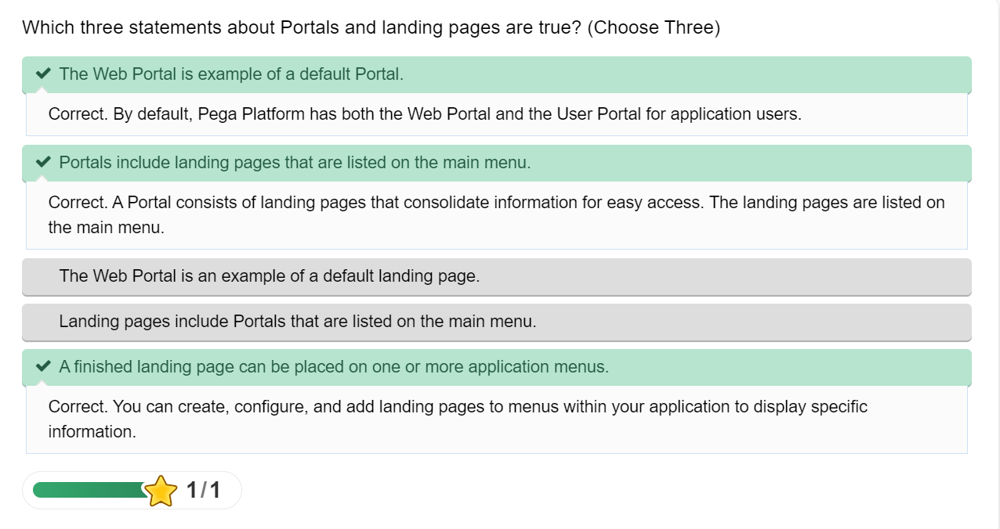 Which three statements about Portals and landing pages are true? (Choose Three)
The Web Portal is example of a default Portal.
Correct. By default, Pega Platform has both the Web Portal and the User Portal for application users.
Portals include landing pages that are listed on the main menu.
Correct. A Portal consists of landing pages that consolidate information for easy access. The landing pages are listed on
the main menu.
The Web Portal is an example of a default landing page.
Landing pages include Portals that are listed on the main menu.
A finished landing page can be placed on one or more application menus.
Correct. You can create, configure, and add landing pages to menus within your application to display specific
information.
1/1